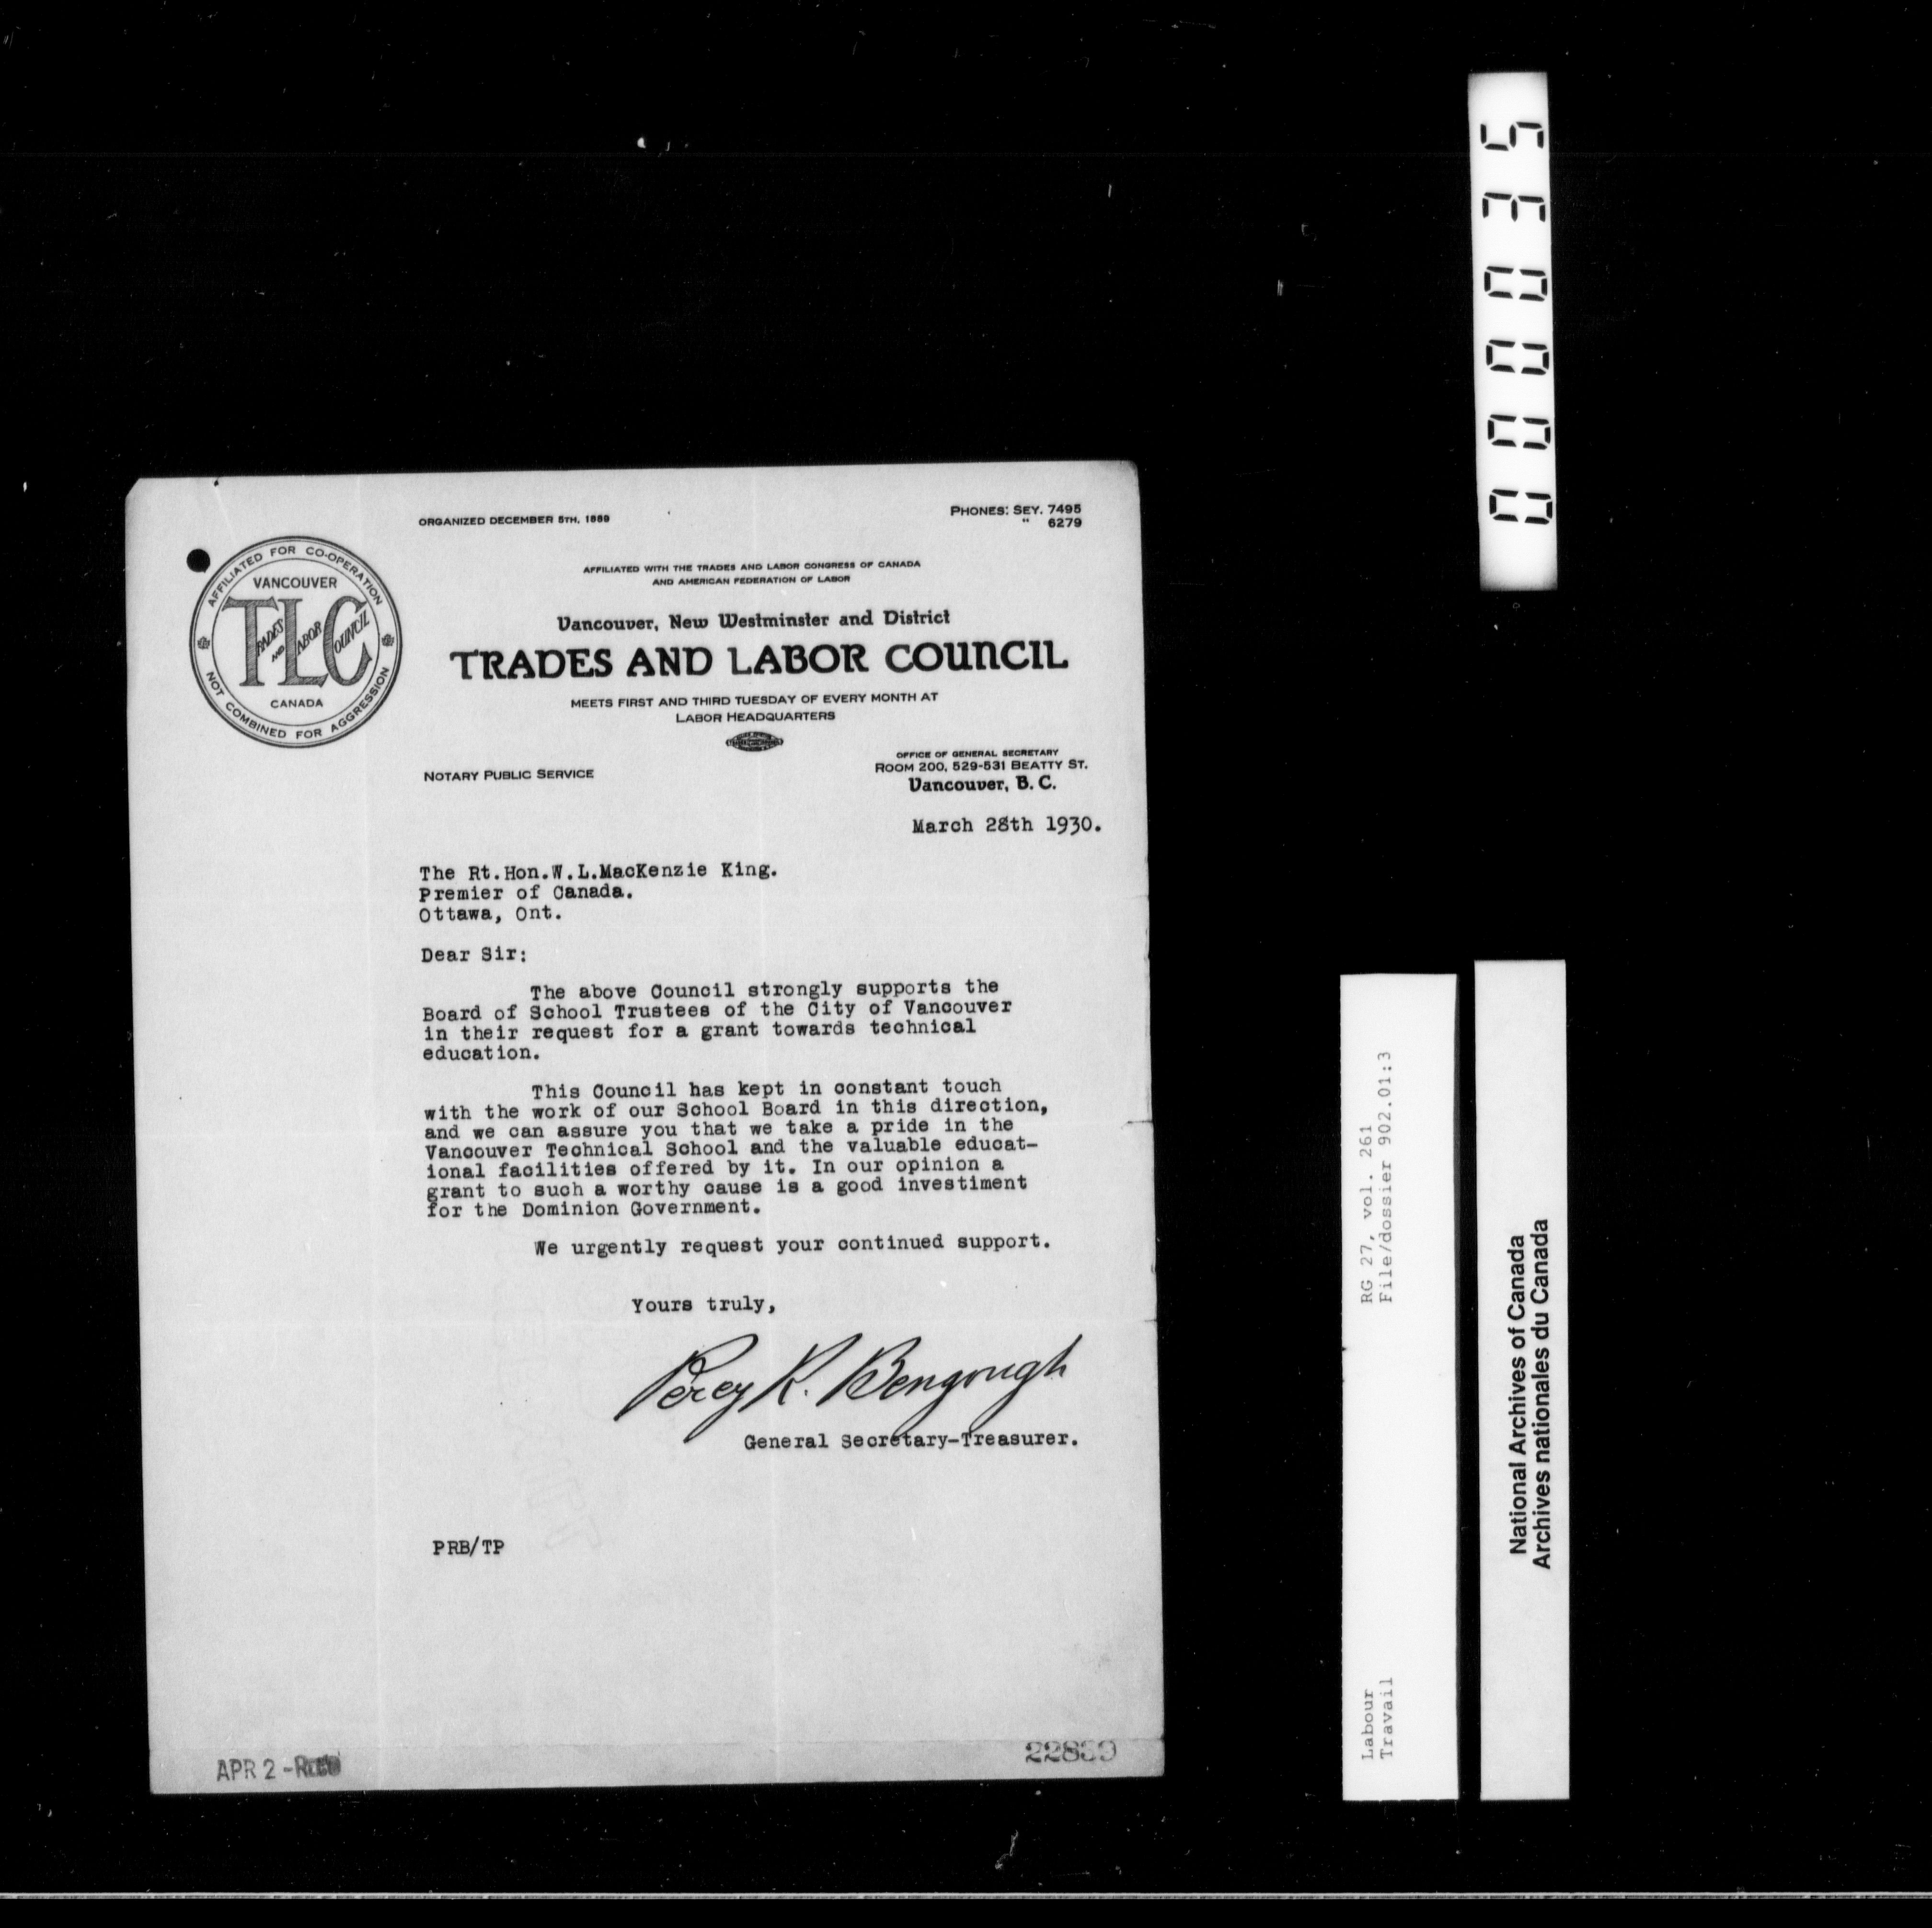 ORGANIZED DECEMBER 5TH, 1889
PHONES: SEY. 7495
" 6279
AFFILIATED FOR CO-OPERATION
VANCOUVER
TRADES AND LABOR COUNCIL
CANADA
NOT COMBINED FOR AGGRESSION
AFFILIATED WITH THE TRADES AND LABOR CONGRESS OF CANADA
AND AMERICAN FEDERATION OF LABOR
Vancouver, New Westminster and District
TRADES AND LABOR COUNCIL
MEETS FIRST AND THIRD TUESDAY OF EVERY MONTH AT
LABOR HEADQUARTERS
NOTARY PUBLIC SERVICE
OFFICE OF GENERAL SECRETARY
ROOM 200, 529-531 BEATTY ST.
Vancouver, B. C.
March 28th 1930.
The Rt.Hon.W.L.MacKenzie King.
Premier of Canada.
Ottawa, Ont.
Dear Sir:
The above Council strongly supports the
Board of School Trustees of the City of Vancouver
in their request for a grant towards technical
education.
This Council has kept in constant touch
with the work of our School Board in this direction,
and we can assure you that we take a pride in the
Vancouver Technical School and the valuable educat-
ional facilities offered by it. In our opinion a
grant to such a worthy cause is a good investiment
for the Dominion Government.
We urgently request your continued support.
Yours truly,
Percy R. Bengough
General Secretary-Treasurer.
PRB/TP
APR 2 -
000035
RG 27, vol. 261
File/dossier 902.01:3
Labour
Travail
National Archives of Canada
Archives nationales du Canada